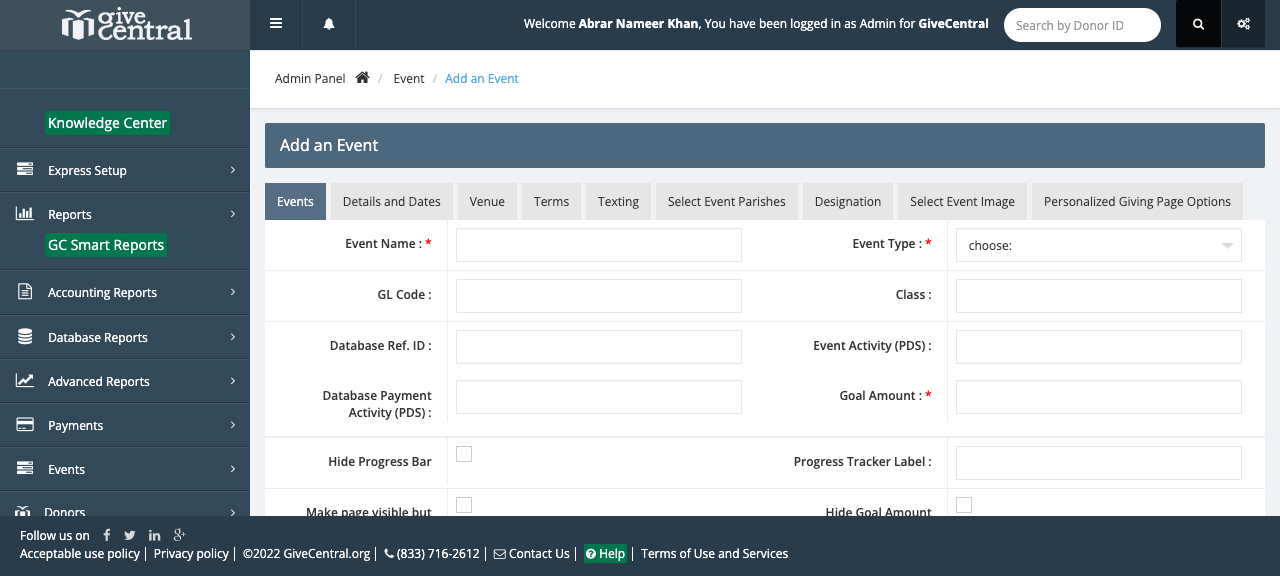 give central
Welcome Abrar Nameer Khan, You have been logged in as Admin for GiveCentral
Search by Donor ID
Admin Panel / Event / Add an Event
Knowledge Center
Express Setup
Reports
GC Smart Reports
Accounting Reports
Database Reports
Advanced Reports
Payments
Events
Donors
Add an Event
Events Details and Dates Venue Terms Texting Select Event Parishes Designation Select Event Image Personalized Giving Page Options
Event Name : * Event Type : * choose:
GL Code : Class :
Database Ref. ID : Event Activity (PDS) :
Database Payment Activity (PDS) : Goal Amount : *
Hide Progress Bar Progress Tracker Label :
Make page visible but Hide Goal Amount
Follow us on
Acceptable use policy | Privacy policy | ©2022 GiveCentral.org | (833) 716-2612 | Contact Us | Help | Terms of Use and Services